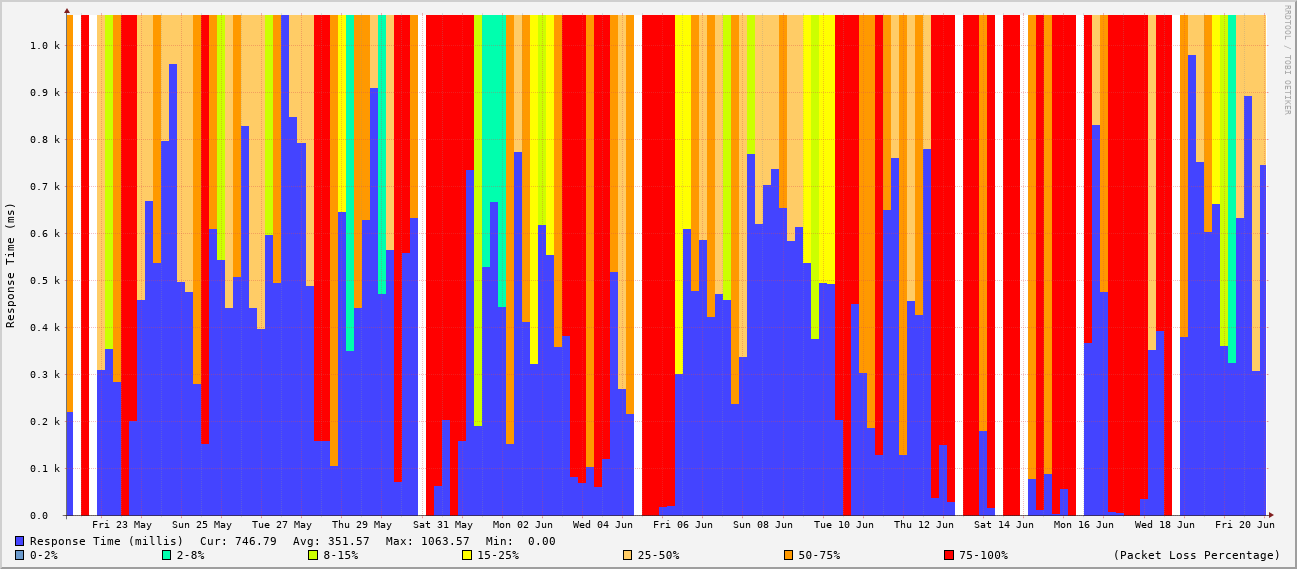 RRDTOOL / TOBI OETIKER
Response Time (ms)
1.0 k
0.9 k
0.8 k
0.7 k
0.6 k
0.5 k
0.4 k
0.3 k
0.2 k
0.1 k
0.0
Fri 23 May Sun 25 May Tue 27 May Thu 29 May Sat 31 May Mon 02 Jun Wed 04 Jun Fri 06 Jun Sun 08 Jun Tue 10 Jun Thu 12 Jun Sat 14 Jun Mon 16 Jun Wed 18 Jun Fri 20 Jun
Response Time (millis) Cur: 746.79 Avg: 351.57 Max: 1063.57 Min: 0.00
0-2% 2-8% 8-15% 15-25% 25-50% 50-75% 75-100% (Packet Loss Percentage)